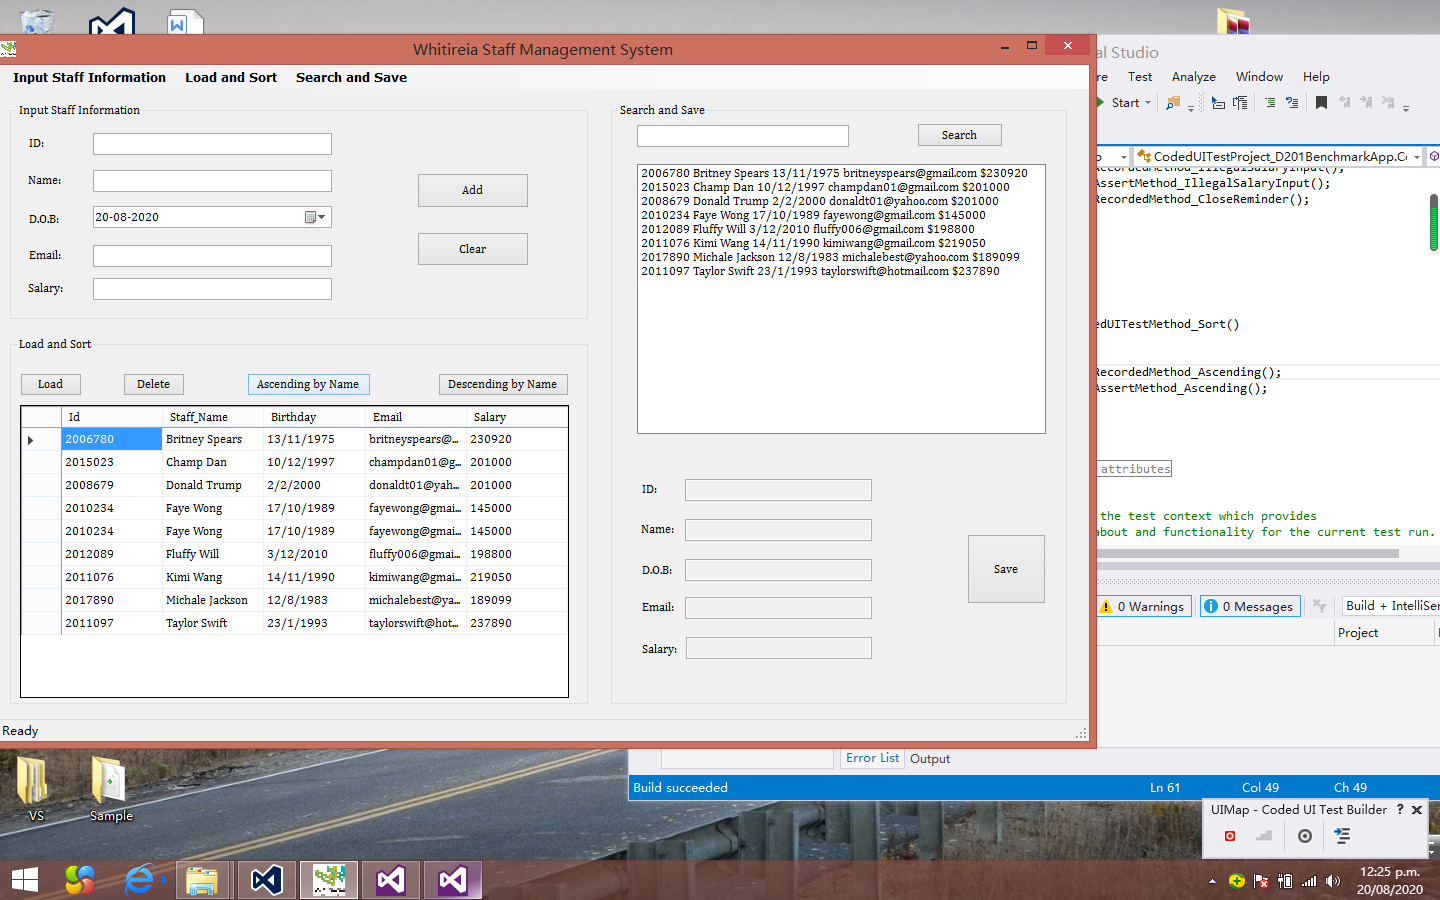 Whitireia Staff Management System
Input Staff Information Load and Sort Search and Save
Input Staff Information
ID:
Name:
D.O.B: 20-08-2020
Email:
Salary:
Add
Clear
Load and Sort
Load Delete Ascending by Name Descending by Name
Id Staff_Name Birthday Email Salary
2006780 Britney Spears 13/11/1975 britneyspears@... 230920
2015023 Champ Dan 10/12/1997 champdan01@g... 201000
2008679 Donald Trump 2/2/2000 donaldt01@yah... 201000
2010234 Faye Wong 17/10/1989 fayewong@gmai... 145000
2010234 Faye Wong 17/10/1989 fayewong@gmai... 145000
2012089 Fluffy Will 3/12/2010 fluffy006@gmai... 198800
2011076 Kimi Wang 14/11/1990 kimiwang@gmai... 219050
2017890 Michale Jackson 12/8/1983 michalebest@ya... 189099
2011097 Taylor Swift 23/1/1993 taylorswift@hot... 237890
Search and Save
Search
2006780 Britney Spears 13/11/1975 britneyspears@gmail.com $230920
2015023 Champ Dan 10/12/1997 champdan01@gmail.com $201000
2008679 Donald Trump 2/2/2000 donaldt01@yahoo.com $201000
2010234 Faye Wong 17/10/1989 fayewong@gmail.com $145000
2012089 Fluffy Will 3/12/2010 fluffy006@gmail.com $198800
2011076 Kimi Wang 14/11/1990 kimiwang@gmail.com $219050
2017890 Michale Jackson 12/8/1983 michalebest@yahoo.com $189099
2011097 Taylor Swift 23/1/1993 taylorswift@hotmail.com $237890
ID:
Name:
D.O.B:
Email:
Salary:
Save
Ready
al Studio
re Test Analyze Window Help
Start
CodedUITestProject_D201BenchmarkApp.Cc
RecordedMethod_IllegalSalaryInput();
AssertMethod_IllegalSalaryInput();
RecordedMethod_CloseReminder();
edUITestMethod_Sort()
RecordedMethod_Ascending();
AssertMethod_Ascending();
attributes
the test context which provides
about and functionality for the current test run.
0 Warnings 0 Messages Build + IntelliSer
Project
Error List Output
Build succeeded Ln 61 Col 49 Ch 49
UIMap - Coded UI Test Builder ?
VS
Sample
12:25 p.m.
20/08/2020